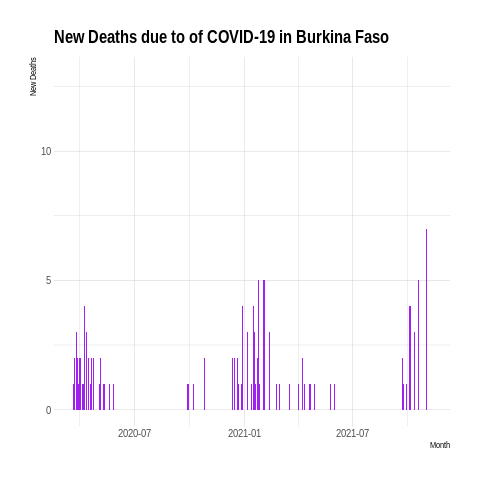 New Deaths due to of COVID-19 in Burkina Faso
New Deaths
10
5
0
2020-07 2021-01 2021-07
Month